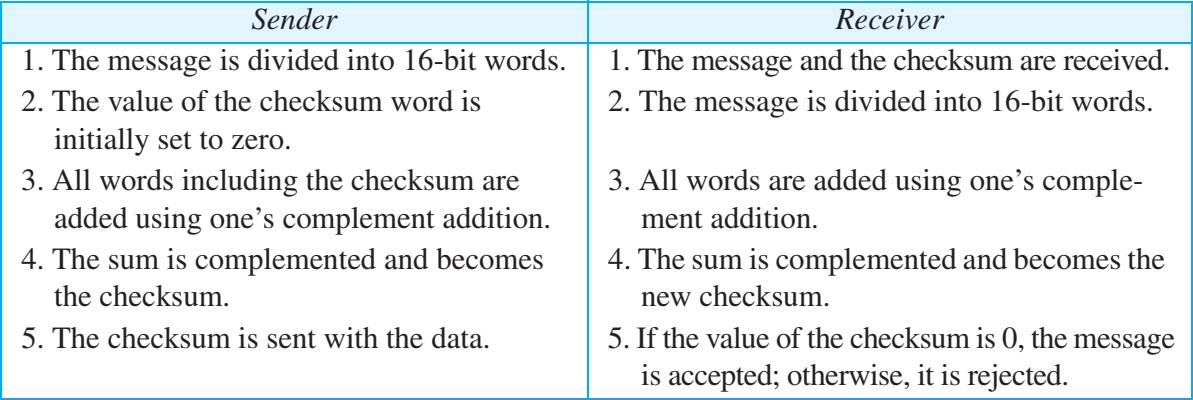 Sender
1. The message is divided into 16-bit words.
2. The value of the checksum word is
initially set to zero.
3. All words including the checksum are
added using one’s complement addition.
4. The sum is complemented and becomes
the checksum.
5. The checksum is sent with the data.
Receiver
1. The message and the checksum are received.
2. The message is divided into 16-bit words.
3. All words are added using one’s comple-
ment addition.
4. The sum is complemented and becomes the
new checksum.
5. If the value of the checksum is 0, the message
is accepted; otherwise, it is rejected.